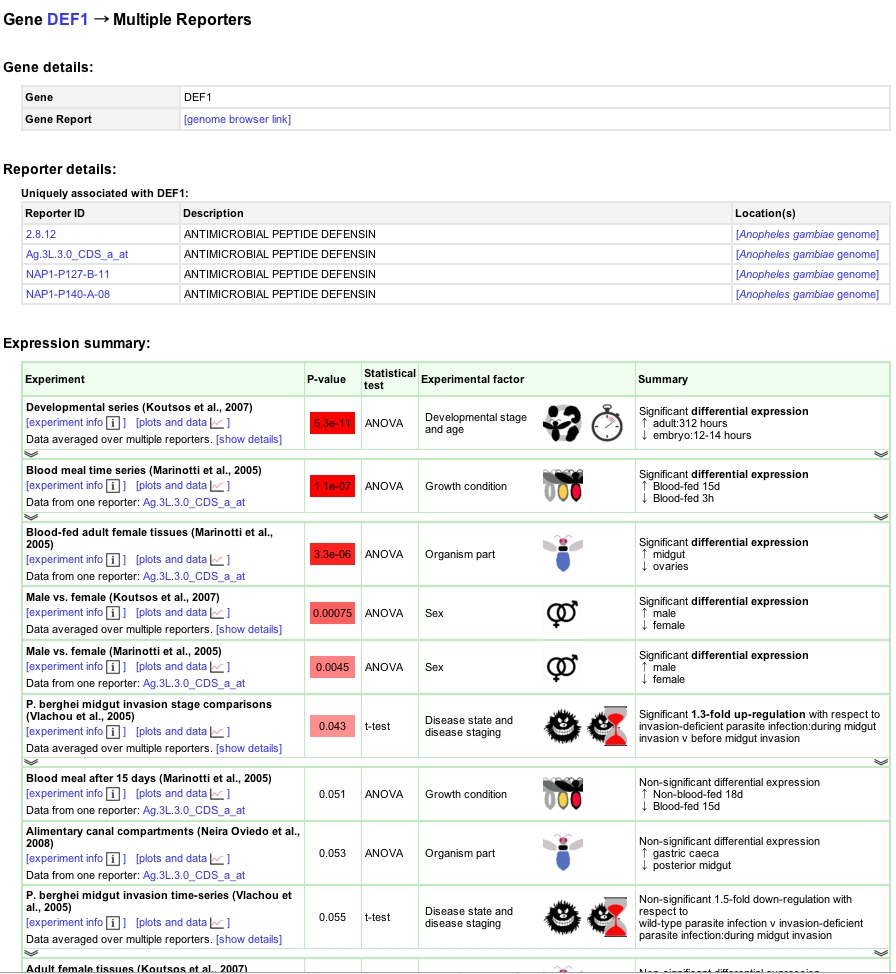 Gene DEF1 → Multiple Reporters
Gene details:
Gene DEF1
Gene Report [genome browser link]
Reporter details:
Uniquely associated with DEF1:
Reporter ID Description Location(s)
2.8.12 ANTIMICROBIAL PEPTIDE DEFENSIN [Anopheles gambiae genome]
Ag.3L.3.0_CDS_a_at ANTIMICROBIAL PEPTIDE DEFENSIN [Anopheles gambiae genome]
NAP1-P127-B-11 ANTIMICROBIAL PEPTIDE DEFENSIN [Anopheles gambiae genome]
NAP1-P140-A-08 ANTIMICROBIAL PEPTIDE DEFENSIN [Anopheles gambiae genome]
Expression summary:
Experiment P-value Statistical test Experimental factor Summary
Developmental series (Koutsos et al., 2007)
[experiment info i ] [plots and data ]
Data averaged over multiple reporters. [show details]
5.3e-11
ANOVA
Developmental stage
and age
Significant differential expression
↑ adult:312 hours
↓ embryo:12-14 hours
Blood meal time series (Marinotti et al., 2005)
[experiment info i ] [plots and data ]
Data from one reporter: Ag.3L.3.0_CDS_a_at
1.1e-07
ANOVA
Growth condition
Significant differential expression
↑ Blood-fed 15d
↓ Blood-fed 3h
Blood-fed adult female tissues (Marinotti et al.,
2005)
[experiment info i ] [plots and data ]
Data from one reporter: Ag.3L.3.0_CDS_a_at
3.3e-06
ANOVA
Organism part
Significant differential expression
↑ midgut
↓ ovaries
Male vs. female (Koutsos et al., 2007)
[experiment info i ] [plots and data ]
Data averaged over multiple reporters. [show details]
0.00075
ANOVA
Sex
Significant differential expression
↑ male
↓ female
Male vs. female (Marinotti et al., 2005)
[experiment info i ] [plots and data ]
Data from one reporter: Ag.3L.3.0_CDS_a_at
0.0045
ANOVA
Sex
Significant differential expression
↑ male
↓ female
P. berghei midgut invasion stage comparisons
(Vlachou et al., 2005)
[experiment info i ] [plots and data ]
Data averaged over multiple reporters. [show details]
0.043
t-test
Disease state and
disease staging
Significant 1.3-fold up-regulation with respect to
invasion-deficient parasite infection:during midgut
invasion v before midgut invasion
Blood meal after 15 days (Marinotti et al., 2005)
[experiment info i ] [plots and data ]
Data from one reporter: Ag.3L.3.0_CDS_a_at
0.051
ANOVA
Growth condition
Non-significant differential expression
↑ Non-blood-fed 18d
↓ Blood-fed 15d
Alimentary canal compartments (Neira Oviedo et al.,
2008)
[experiment info i ] [plots and data ]
Data from one reporter: Ag.3L.3.0_CDS_a_at
0.053
ANOVA
Organism part
Non-significant differential expression
↑ gastric caeca
↓ posterior midgut
P. berghei midgut invasion time-series (Vlachou et
al., 2005)
[experiment info i ] [plots and data ]
Data averaged over multiple reporters. [show details]
0.055
t-test
Disease state and
disease staging
Non-significant 1.5-fold down-regulation with
respect to
wild-type parasite infection v invasion-deficient
parasite infection:during midgut invasion
Adult female tissues (Koutsos et al., 2007)
Non-significant differential expression